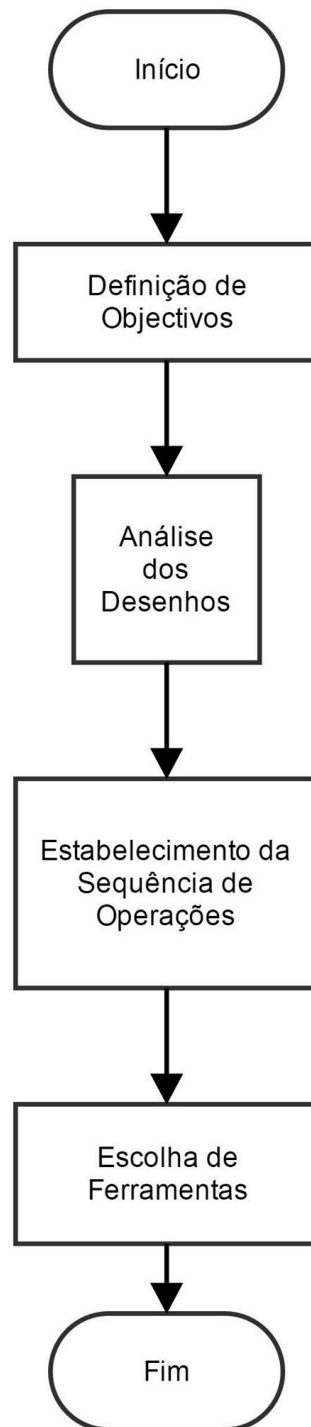 Início
Definição de
Objectivos
Análise
dos
Desenhos
Estabelecimento da
Sequência de
Operações
Escolha de
Ferramentas
Fim